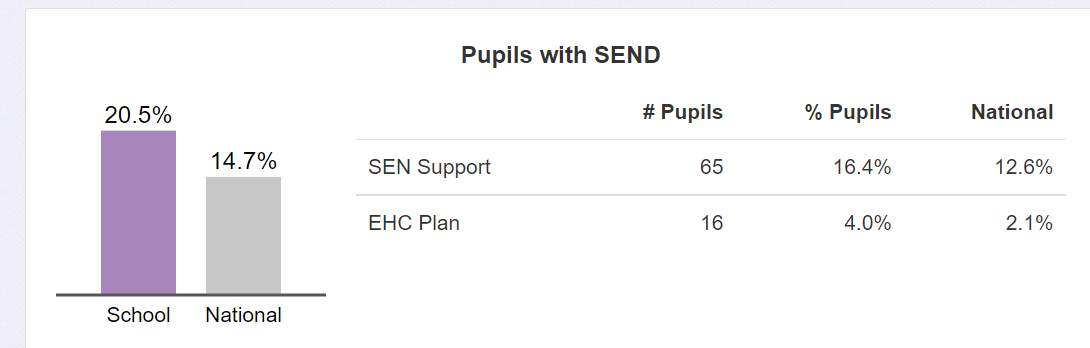 Pupils with SEND
20.5%
14.7%
School National
# Pupils % Pupils National
SEN Support 65 16.4% 12.6%
EHC Plan 16 4.0% 2.1%